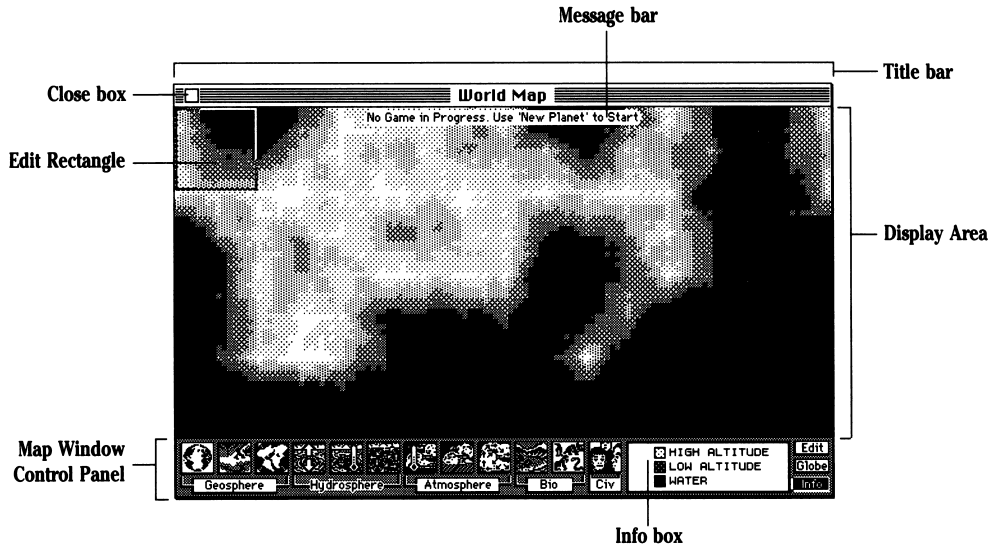 Message bar
Title bar
Close box
World Map
No Game in Progress. Use 'New Planet' to Start
Edit Rectangle
Display Area
Map Window
Control Panel
HIGH ALTITUDE
LOW ALTITUDE
WATER
Edit
Globe
Info
Geosphere
Hydrosphere
Atmosphere
Bio
Civ
Info box